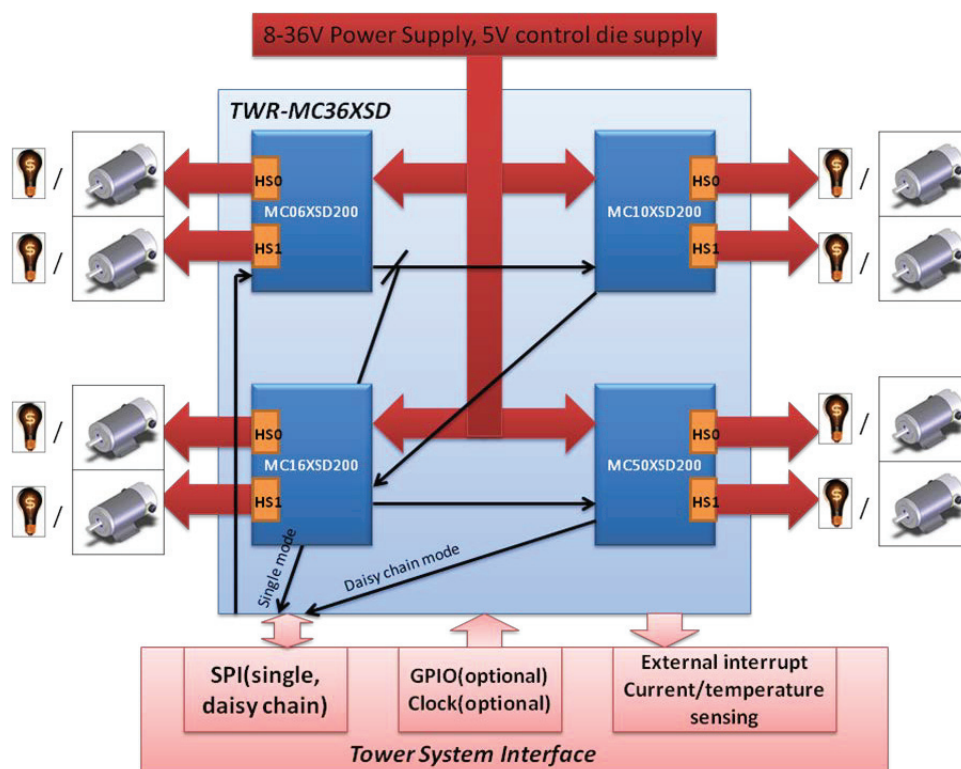 8-36V Power Supply, 5V control die supply
TWR-MC36XSD
HS0
HS1
MC06XSD200
MC10XSD200
HS0
HS1
/
/
/
/
HS0
HS1
MC16XSD200
MC50XSD200
HS0
HS1
/
/
/
/
Single mode
Daisy chain mode
SPI(single,
daisy chain)
GPIO(optional)
Clock(optional)
External interrupt
Current/temperature
sensing
Tower System Interface